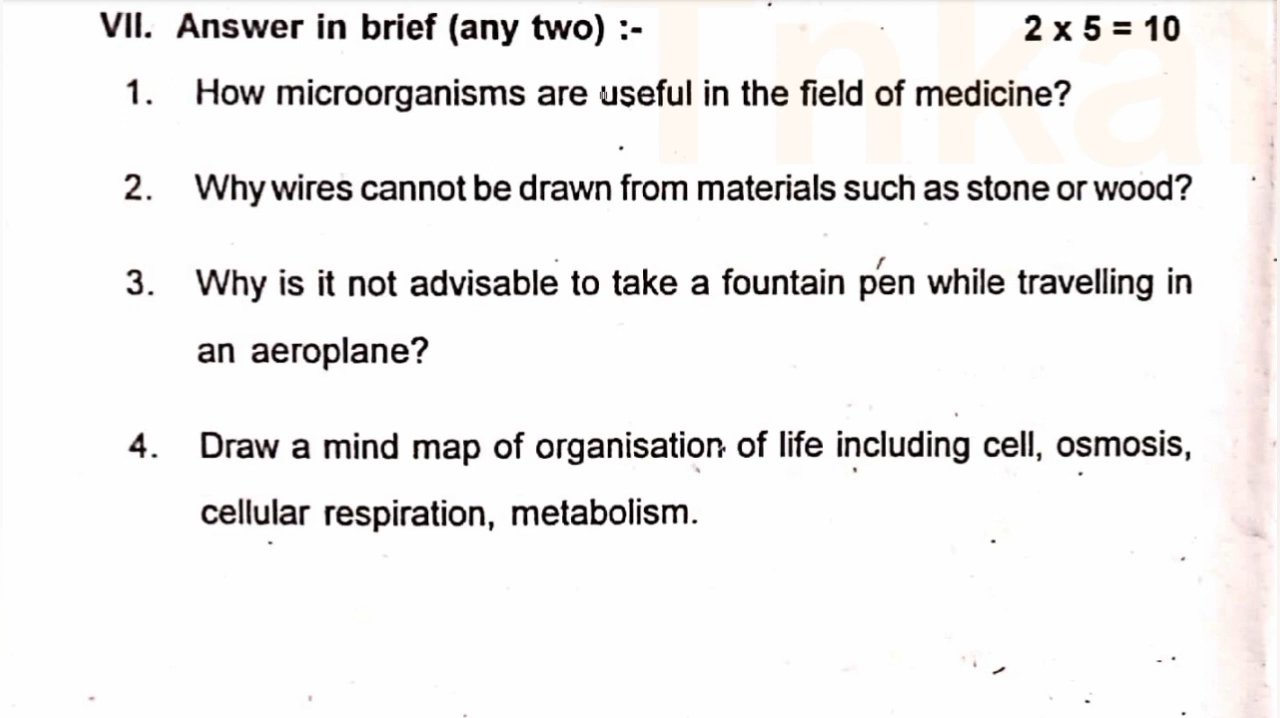 VII. Answer in brief (any two) :- 2 x 5 = 10
1. How microorganisms are useful in the field of medicine?
2. Why wires cannot be drawn from materials such as stone or wood?
3. Why is it not advisable to take a fountain pen while travelling in
an aeroplane?
4. Draw a mind map of organisation of life including cell, osmosis,
cellular respiration, metabolism.